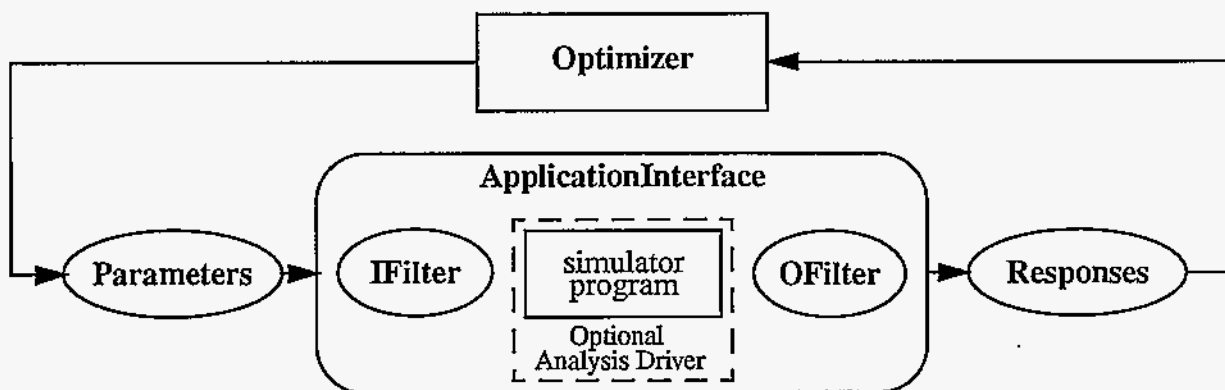 Optimizer
ApplicationInterface
Parameters
IFilter
simulator
program
OFilter
Responses
Optional
Analysis Driver